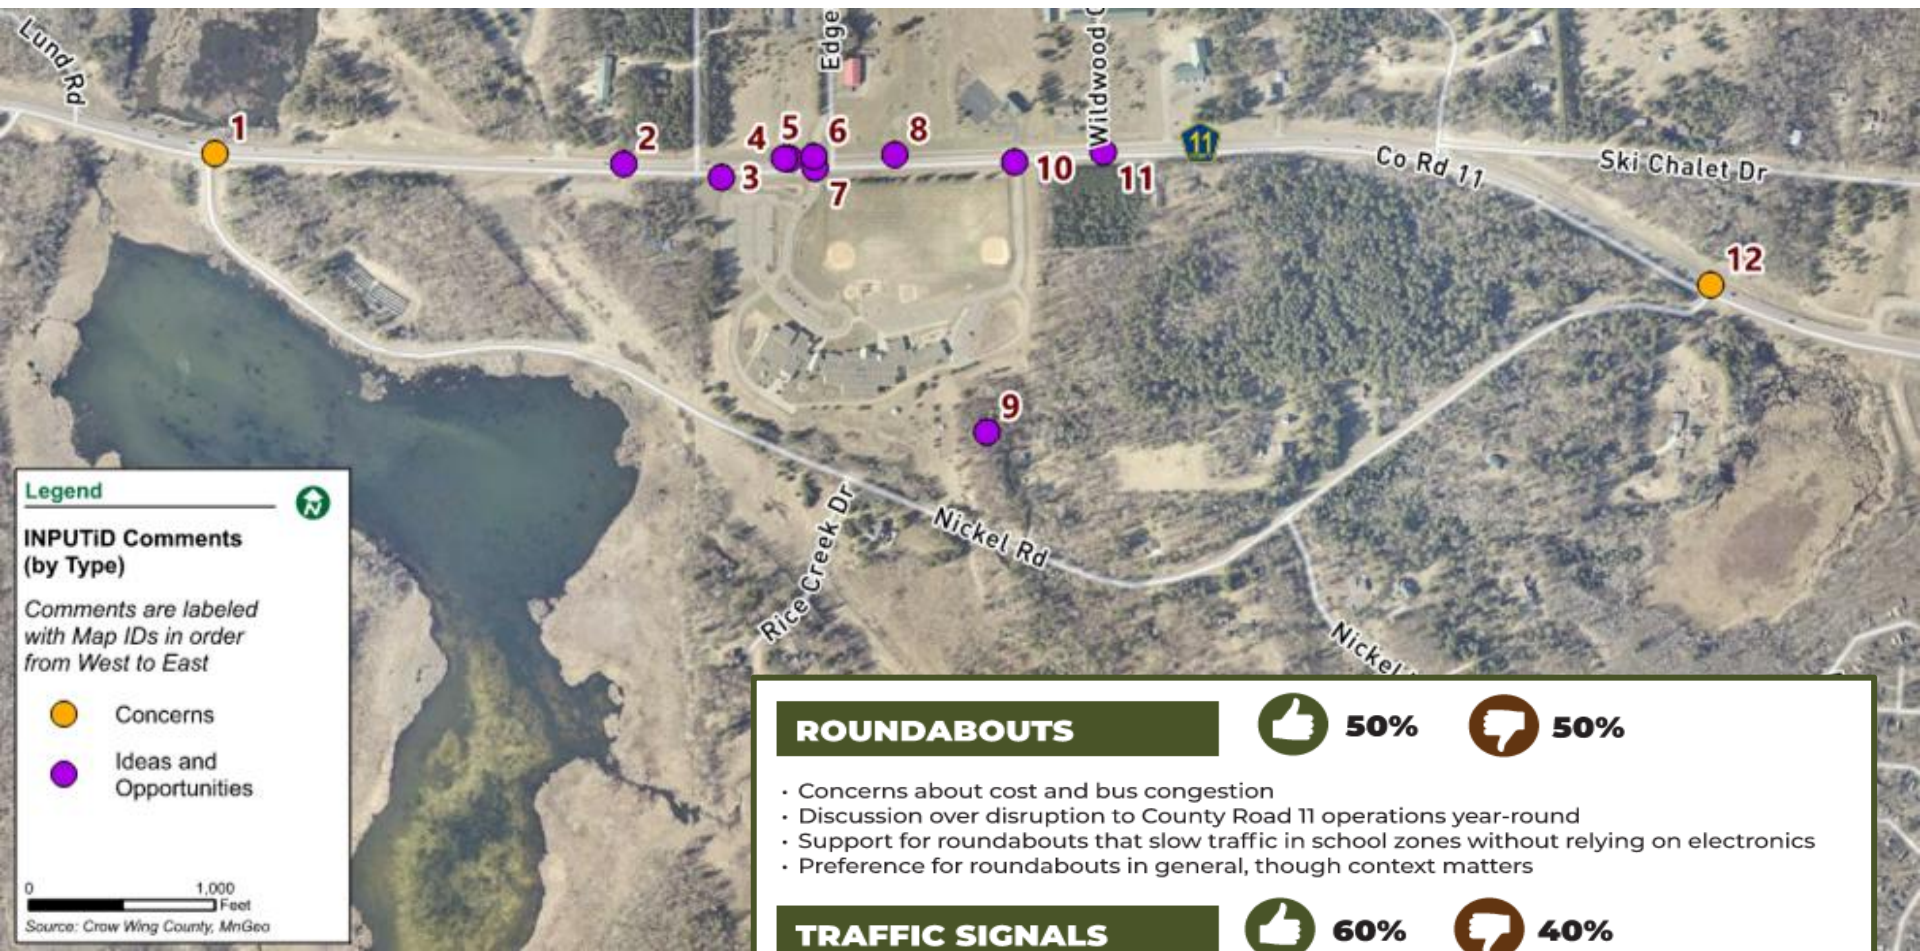 Lund Rd
Edge
Wildwood
1
2
3
4
5
6
7
8
9
10
11
11
12
Co Rd 11
Ski Chalet Dr
Rice Creek Dr
Nickel Rd
Nickel
Legend
N
INPUTiD Comments
(by Type)
Comments are labeled
with Map IDs in order
from West to East
Concerns
Ideas and
Opportunities
0 1,000
Feet
Source: Crow Wing County, MnGeo
ROUNDABOUTS 50% 50%
· Concerns about cost and bus congestion
· Discussion over disruption to County Road 11 operations year-round
· Support for roundabouts that slow traffic in school zones without relying on electronics
· Preference for roundabouts in general, though context matters
TRAFFIC SIGNALS 60% 40%